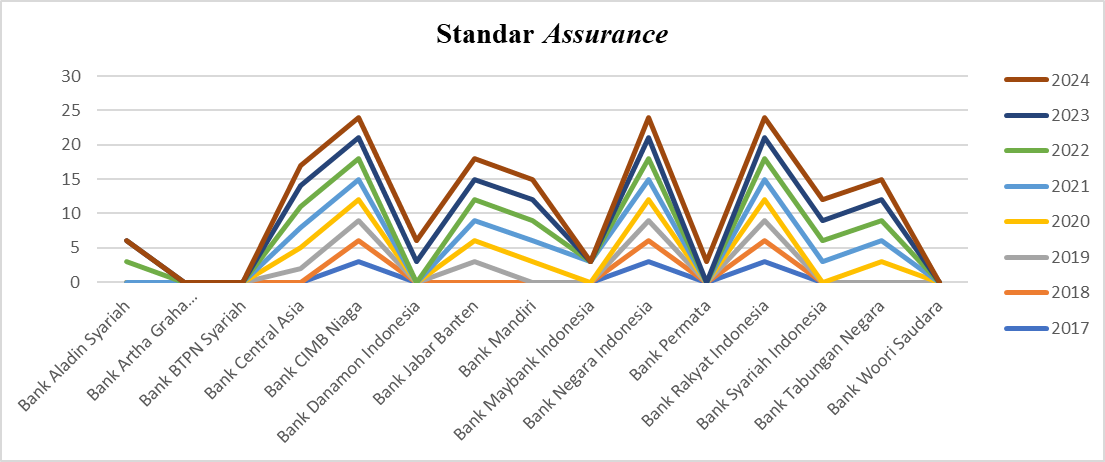 Standar Assurance
30
25
20
15
10
5
0
Bank Aladin Syariah
Bank Artha Graha...
Bank BTPN Syariah
Bank Central Asia
Bank CIMB Niaga
Bank Danamon Indonesia
Bank Jabar Banten
Bank Mandiri
Bank Maybank Indonesia
Bank Negara Indonesia
Bank Permata
Bank Rakyat Indonesia
Bank Syariah Indonesia
Bank Tabungan Negara
Bank Woori Saudara
2024
2023
2022
2021
2020
2019
2018
2017